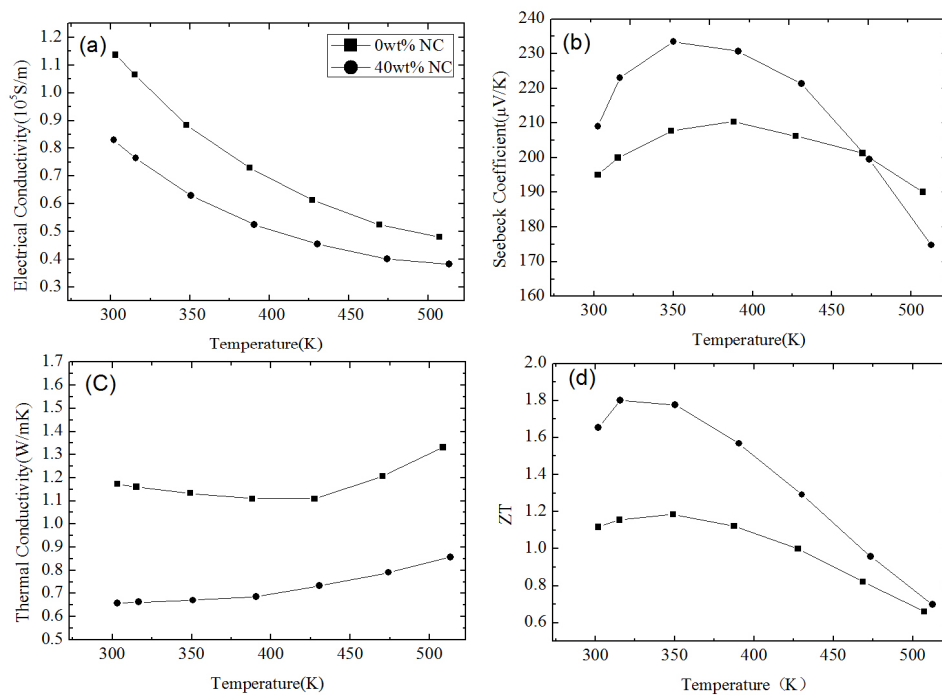 (a)
0wt% NC
40wt% NC
Electrical Conductivity(10⁵S/m)
1.2
1.1
1.0
0.9
0.8
0.7
0.6
0.5
0.4
0.3
300 350 400 450 500
Temperature(K)
(b)
Seebeck Coefficient(μV/K)
240
230
220
210
200
190
180
170
160
300 350 400 450 500
Temperature(K)
(C)
Thermal Conductivity(W/mK)
1.7
1.6
1.5
1.4
1.3
1.2
1.1
1.0
0.9
0.8
0.7
0.6
0.5
300 350 400 450 500
Temperature(K)
(d)
ZT
2.0
1.8
1.6
1.4
1.2
1.0
0.8
0.6
300 350 400 450 500
Temperature (K)